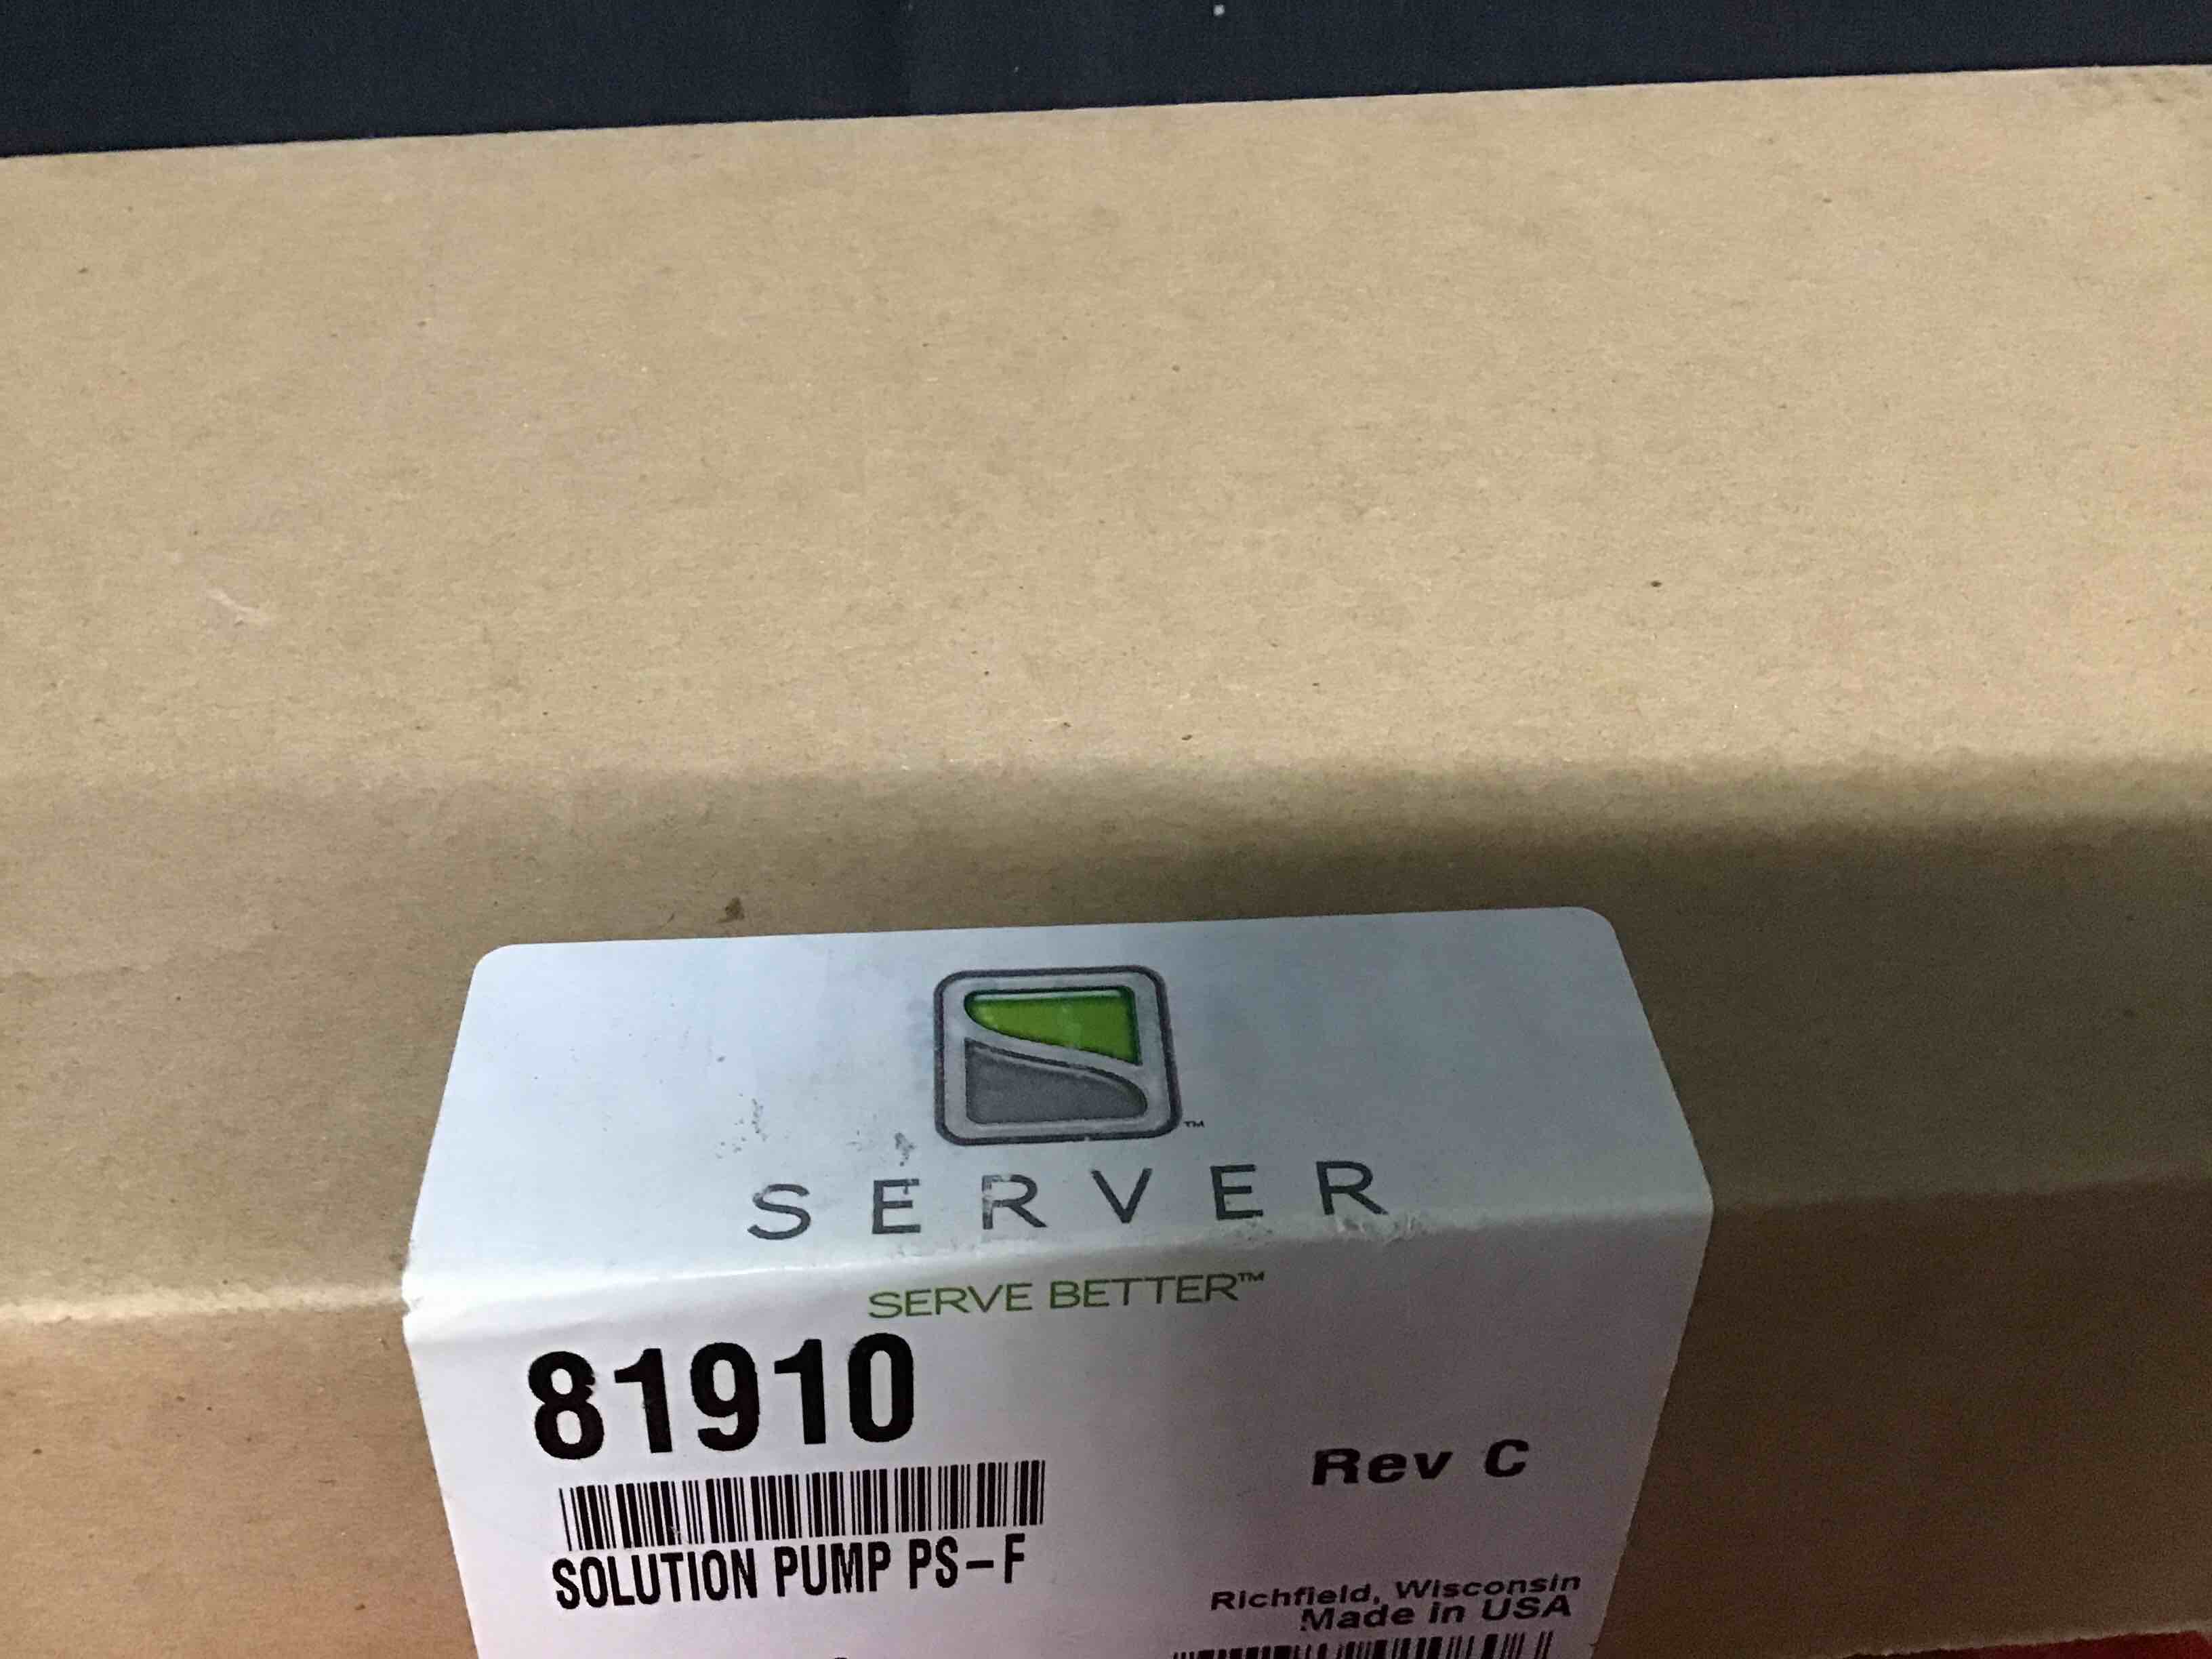 SERVER
SERVE BETTER™
81910
Rev C
SOLUTION PUMP PS-F
Richfield, Wisconsin
Made in USA